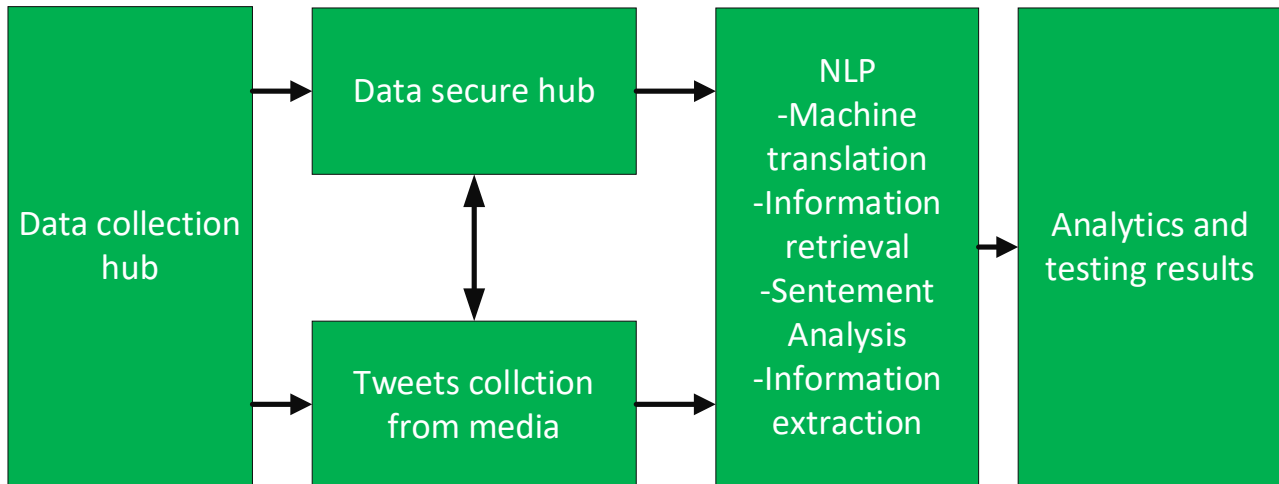 Data collection
hub
Data secure hub
Tweets collction
from media
NLP
-Machine
translation
-Information
retrieval
-Sentement
Analysis
-Information
extraction
Analytics and
testing results